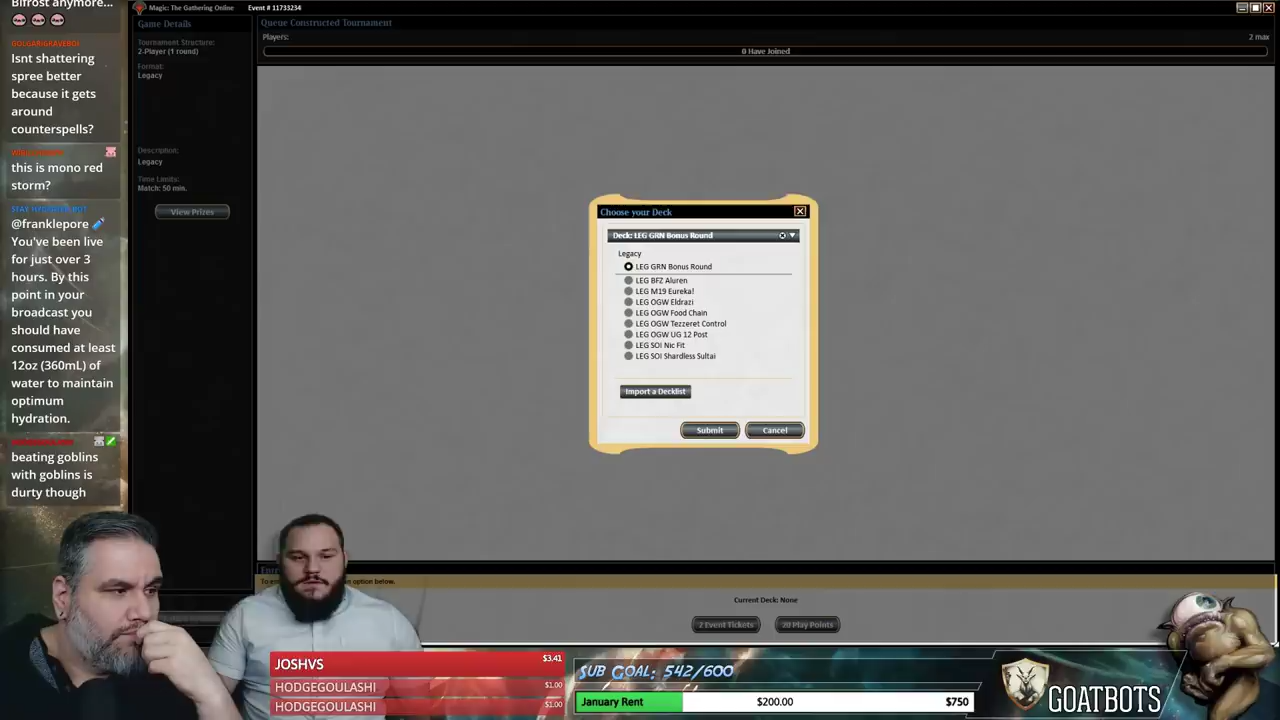 Bifrost anymore...
GOLGARIGRAVEBOI
Isnt shattering
spree better
because it gets
around
counterspells?
this is mono red
storm?
STAY HYDRATED BOT
@franklepore
You've been live
for just over 3
hours. By this
point in your
broadcast you
should have
consumed at least
12oz (360mL) of
water to maintain
optimum
hydration.
beating goblins
with goblins is
durty though
Magic: The Gathering Online Event # 11733234
Game Details
Tournament Structure:
2-Player (1 round)
Format:
Legacy
Description:
Legacy
Time Limits:
Match: 50 min.
View Prizes
Queue Constructed Tournament
Players: 2 max
0 Have Joined
Choose your Deck
Deck: LEG GRN Bonus Round
Legacy
LEG GRN Bonus Round
LEG BFZ Aluren
LEG M19 Eureka!
LEG OGW Eldrazi
LEG OGW Food Chain
LEG OGW Tezzeret Control
LEG OGW UG 12 Post
LEG SOI Nic Fit
LEG SOI Shardless Sultai
Import a Decklist
Submit Cancel
option below.
Current Deck: None
2 Event Tickets 20 Play Points
JOSHVS $3.41
HODGEGOULASHI $1.00
HODGEGOULASHI $1.00
SUB GOAL: 542/600
January Rent $200.00 $750
GOATBOTS